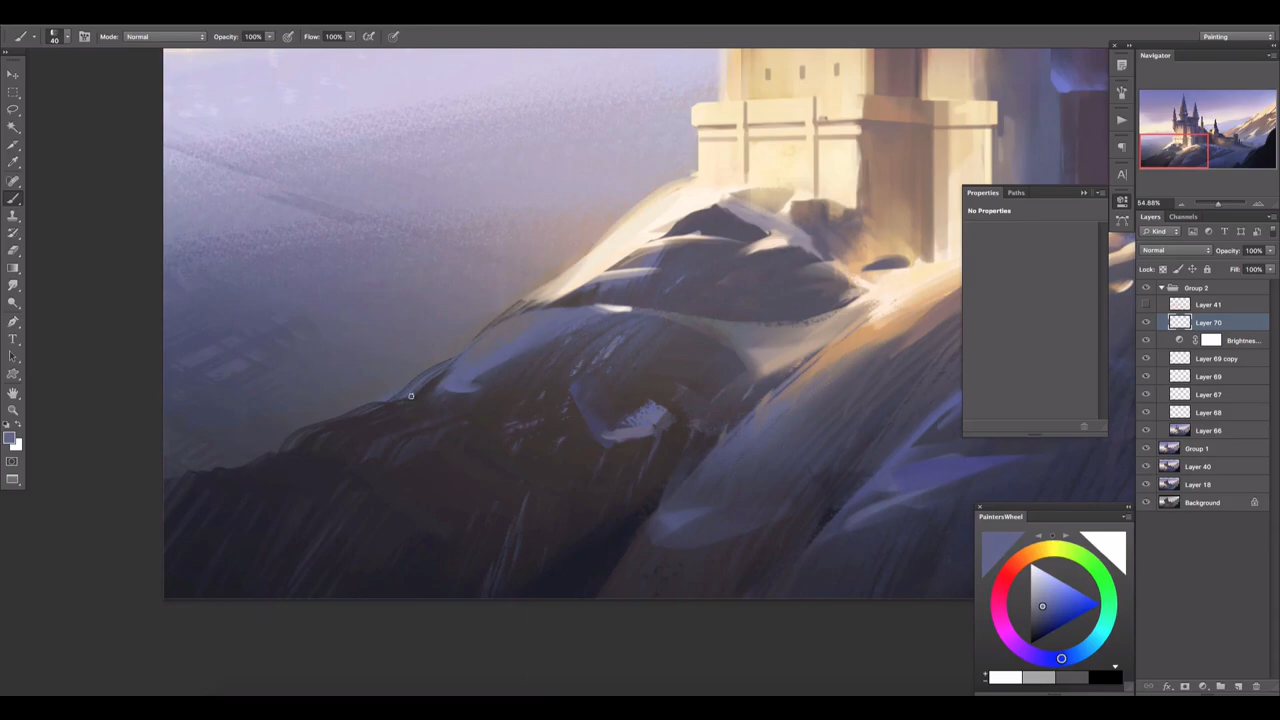 40 Mode: Normal Opacity: 100% Flow: 100% Painting
Navigator
54.88%
Properties Paths
No Properties
Layers Channels
Kind T
Normal Opacity: 100%
Lock: Fill: 100%
Group 2
Layer 41
Layer 70
Brightnes...
Layer 69 copy
Layer 69
Layer 67
Layer 68
Layer 66
Group 1
Layer 40
Layer 18
Background
fx
PaintersWheel
A
T